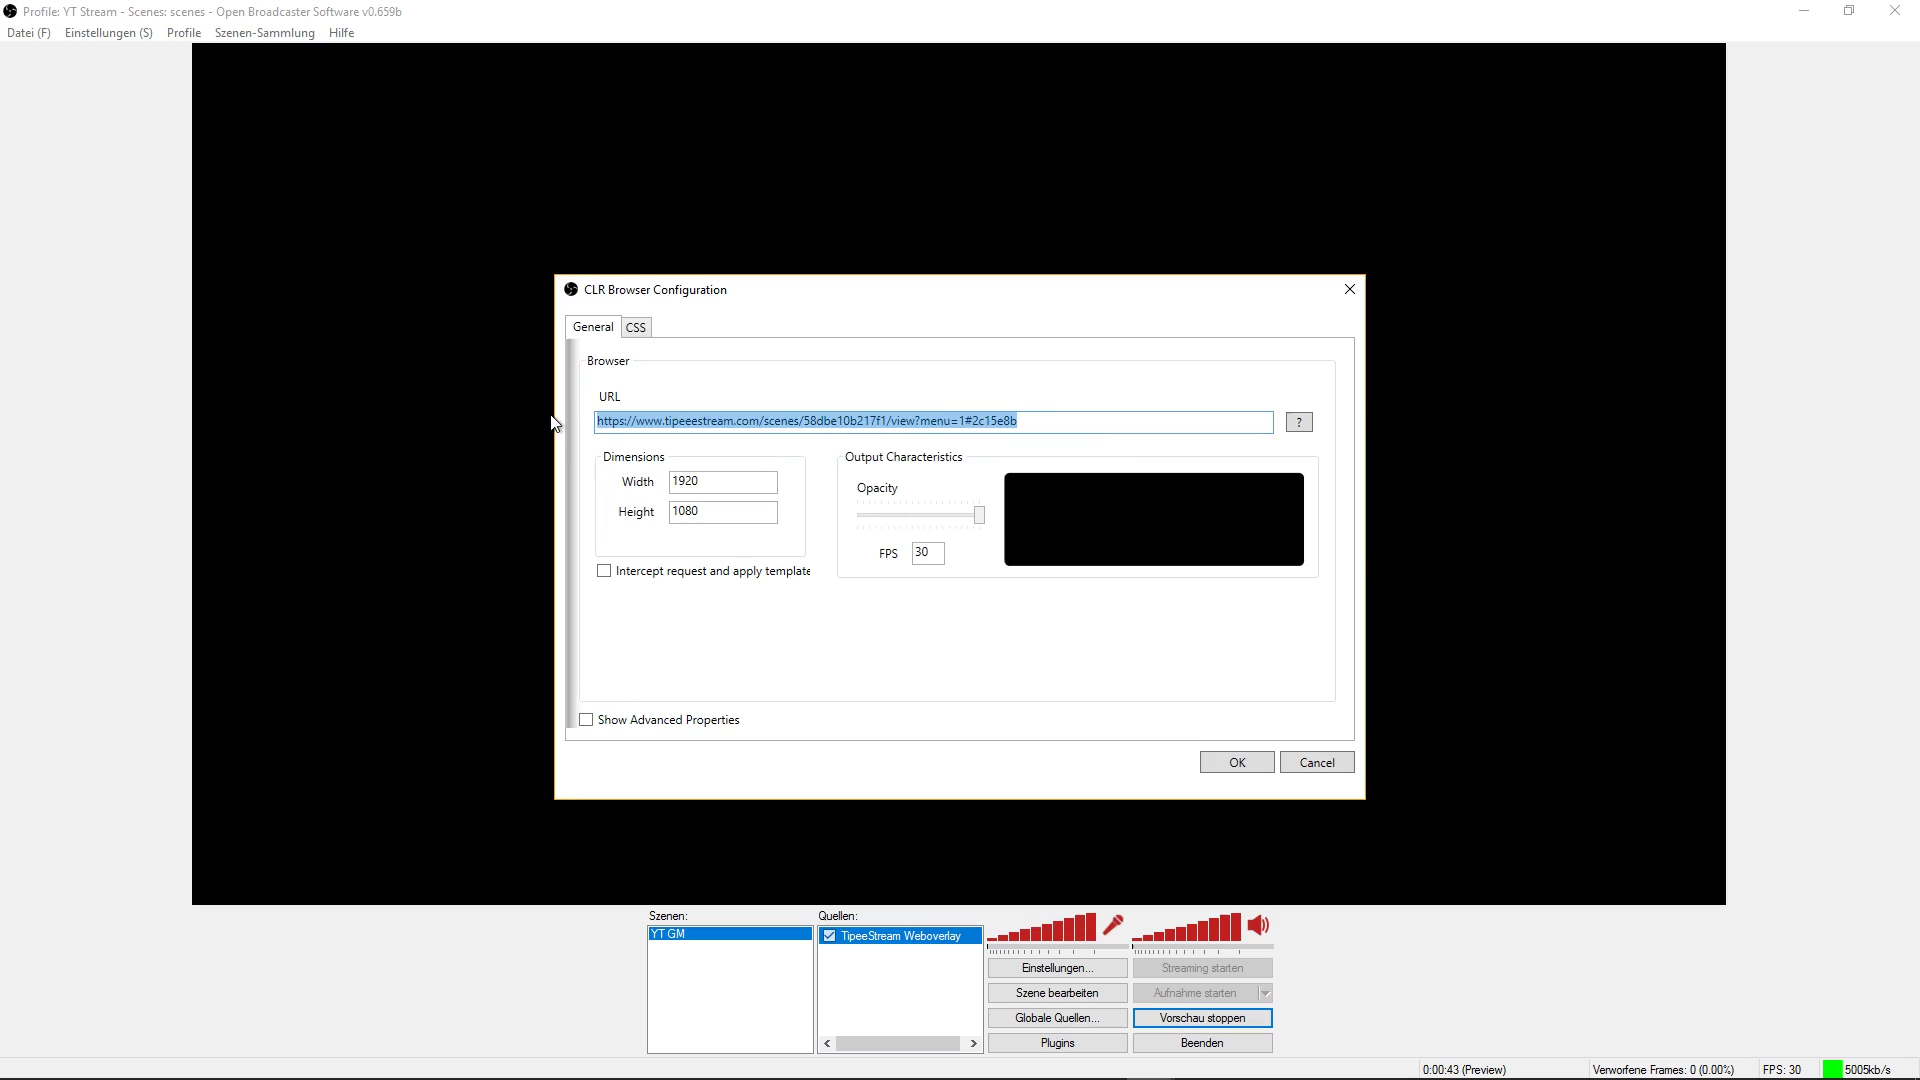 Profile: YT Stream - Scenes: scenes - Open Broadcaster Software v0.659b
Datei (F) Einstellungen (S) Profile Szenen-Sammlung Hilfe
CLR Browser Configuration
General CSS
Browser
URL
https://www.tipeeestream.com/scenes/58dbe10b217f1/view?menu=1#2c15e8b ?
Dimensions
Width 1920
Height 1080
Output Characteristics
Opacity
FPS 30
Intercept request and apply template
Show Advanced Properties
OK Cancel
Szenen:
YT GM
Quellen:
TipeeStream Weboverlay
Einstellungen... Streaming starten
Szene bearbeiten Aufnahme starten
Globale Quellen... Vorschau stoppen
Plugins Beenden
0:00:43 (Preview) Verworfene Frames: 0 (0.00%) FPS: 30 5005kb/s